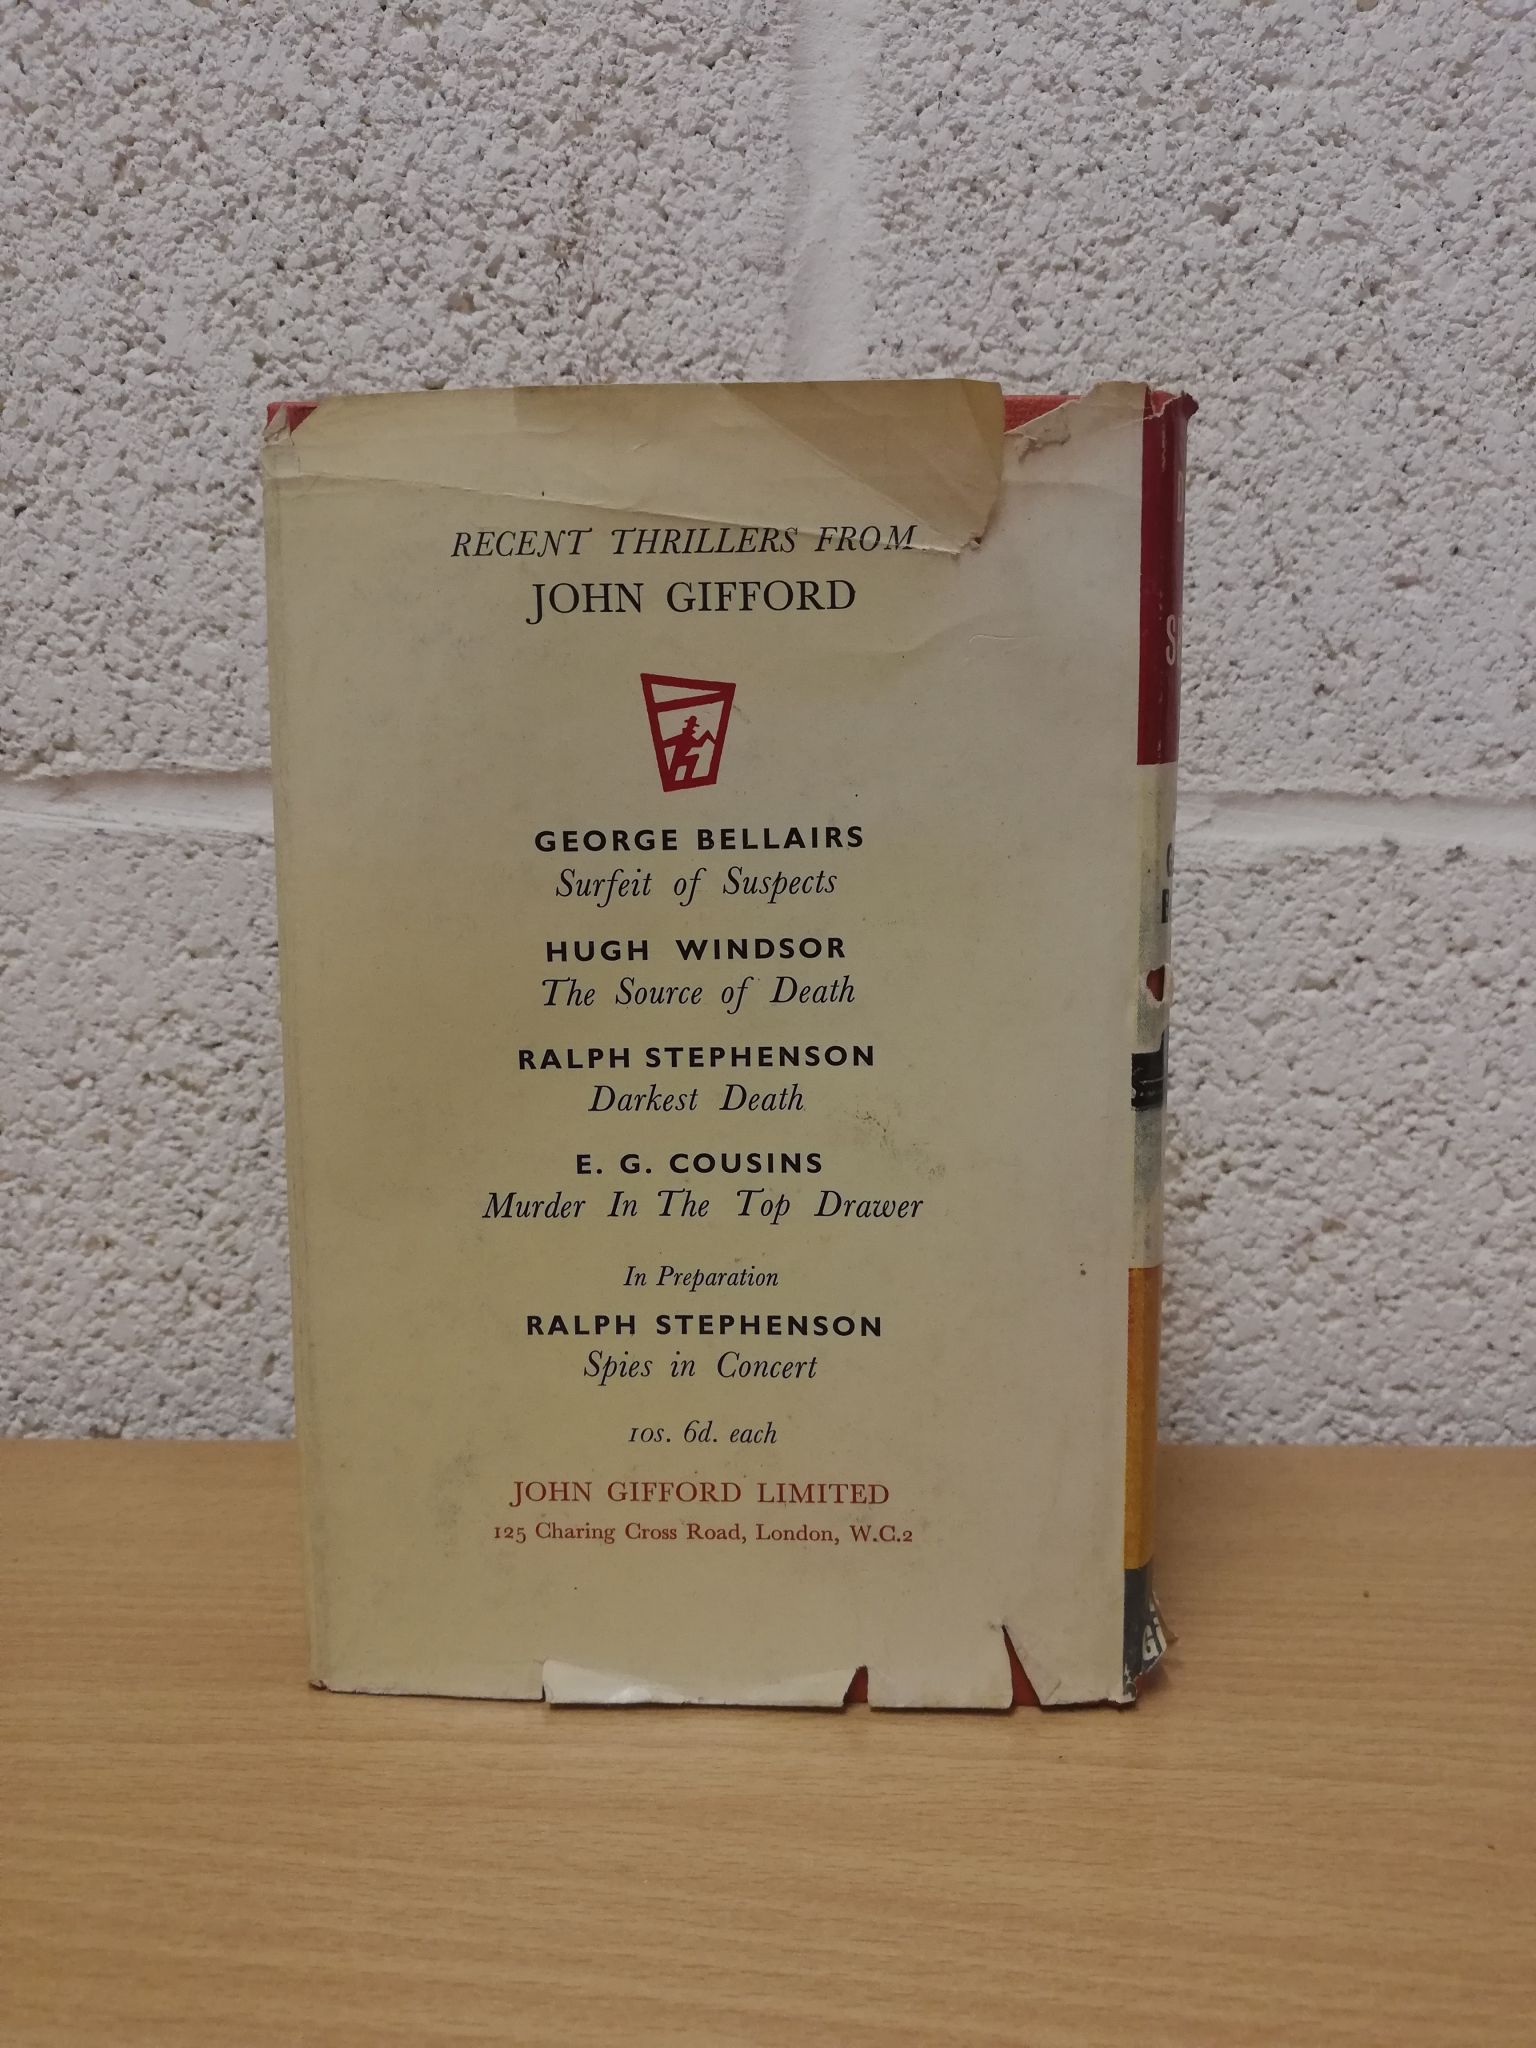 RECENT THRILLERS FROM
JOHN GIFFORD
GEORGE BELLAIRS
Surfeit of Suspects
HUGH WINDSOR
The Source of Death
RALPH STEPHENSON
Darkest Death
E. G. COUSINS
Murder In The Top Drawer
In Preparation
RALPH STEPHENSON
Spies in Concert
10s. 6d. each
JOHN GIFFORD LIMITED
125 Charing Cross Road, London, W.C.2